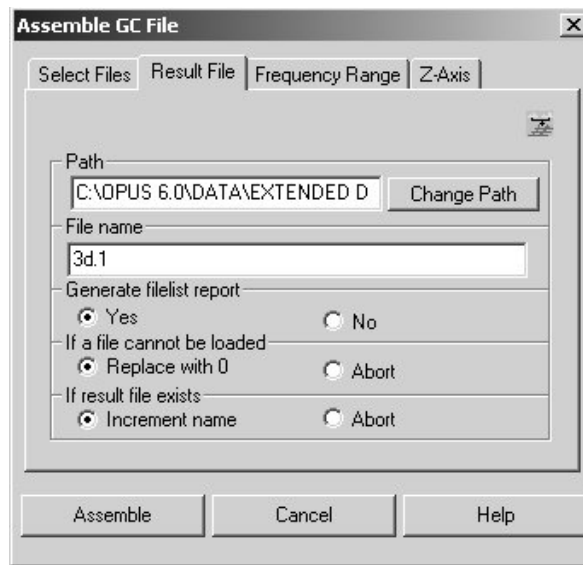 Assemble GC File
Select Files Result File Frequency Range Z-Axis
Path
C:\OPUS 6.0\DATA\EXTENDED D Change Path
File name
3d.1
Generate filelist report
Yes No
If a file cannot be loaded
Replace with 0 Abort
If result file exists
Increment name Abort
Assemble Cancel Help